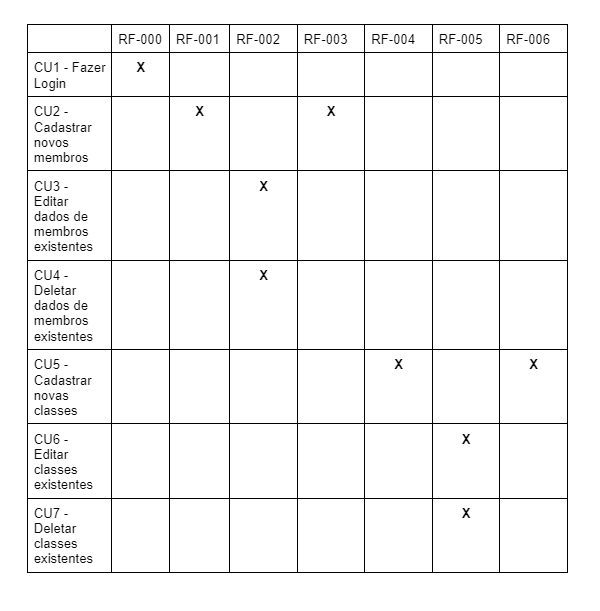 RF-000 RF-001 RF-002 RF-003 RF-004 RF-005 RF-006
CU1 - Fazer X
Login
CU2 - X X
Cadastrar
novos
membros
CU3 - X
Editar
dados de
membros
existentes
CU4 - X
Deletar
dados de
membros
existentes
CU5 - X X
Cadastrar
novas
classes
CU6 - X
Editar
classes
existentes
CU7 - X
Deletar
classes
existentes